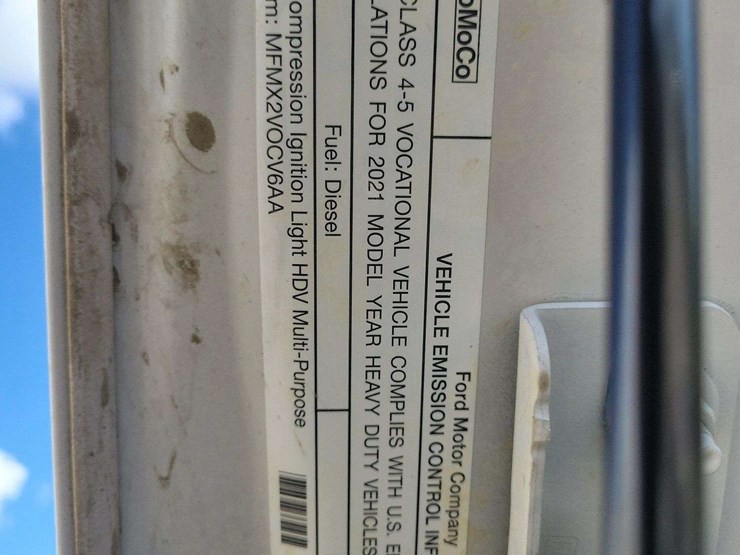 oMoCo
Ford Motor Company
VEHICLE EMISSION CONTROL INF
CLASS 4-5 VOCATIONAL VEHICLE COMPLIES WITH U.S. E
LATIONS FOR 2021 MODEL YEAR HEAVY DUTY VEHICLES
Fuel: Diesel
ompression Ignition Light HDV Multi-Purpose
m: MFMX2VOCV6AA